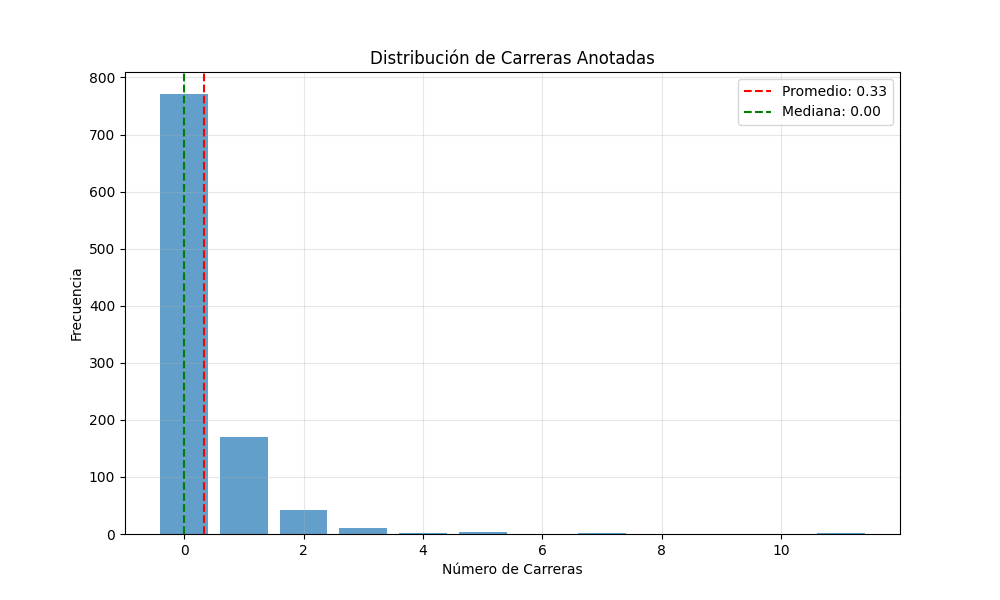 Distribución de Carreras Anotadas
Promedio: 0.33
Mediana: 0.00
Frecuencia
800
700
600
500
400
300
200
100
0
0 2 4 6 8 10
Número de Carreras